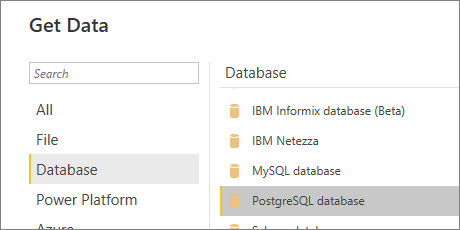 Get Data
Search
All
File
Database
Power Platform
Azure
Database
IBM Informix database (Beta)
IBM Netezza
MySQL database
PostgreSQL database